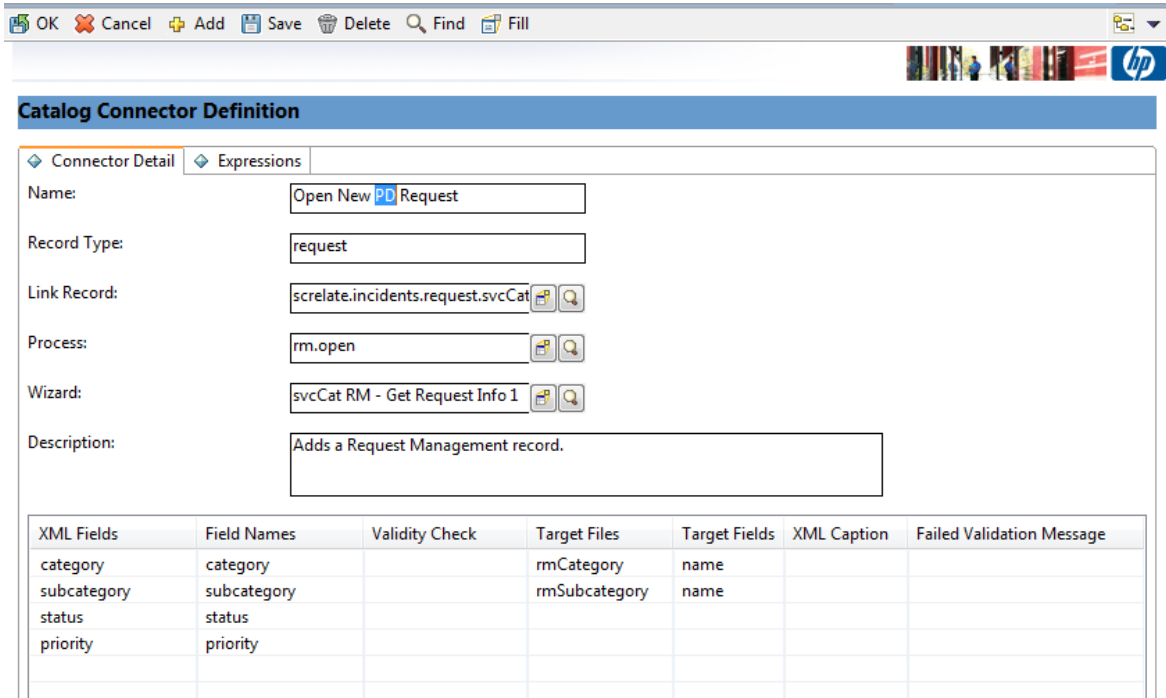 OK Cancel Add Save Delete Find Fill
hp
Catalog Connector Definition
Connector Detail Expressions
Name: Open New PD Request
Record Type: request
Link Record: screlate.incidents.request.svcCat
Process: rm.open
Wizard: svcCat RM - Get Request Info 1
Description: Adds a Request Management record.
XML Fields Field Names Validity Check Target Files Target Fields XML Caption Failed Validation Message
category category rmCategory name
subcategory subcategory rmSubcategory name
status status
priority priority